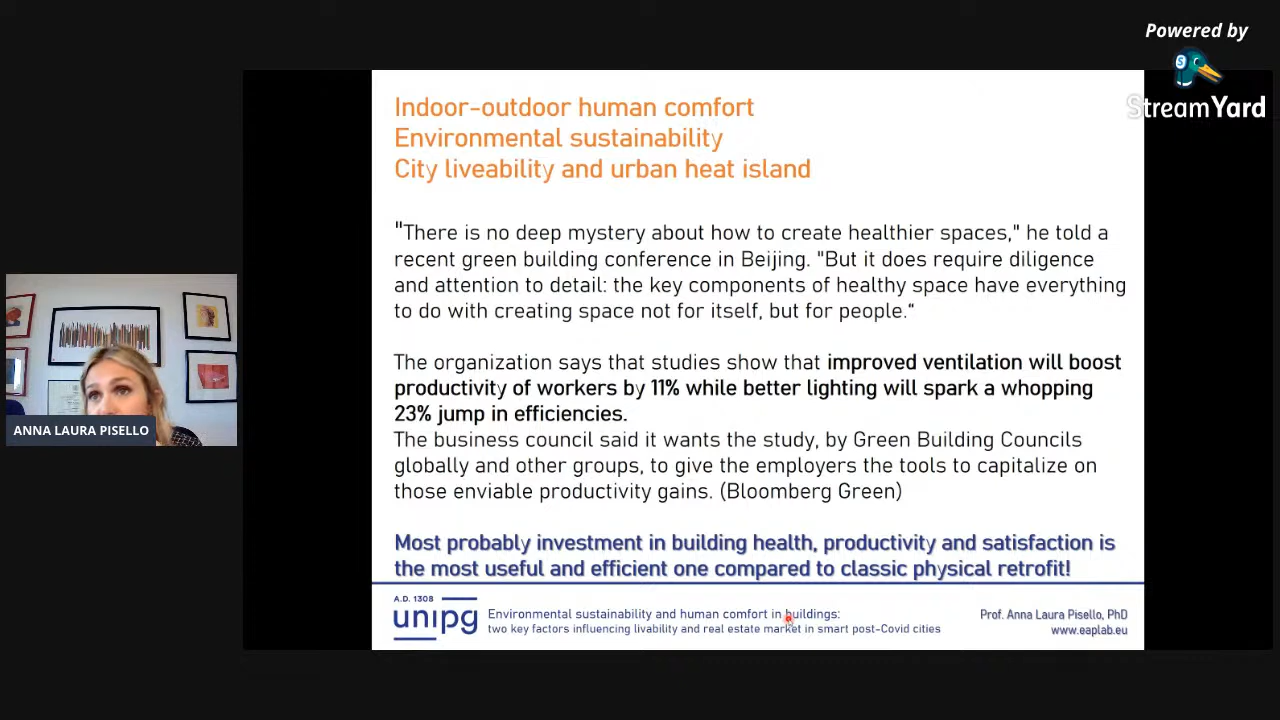 Powered by
StreamYard
Indoor-outdoor human comfort
Environmental sustainability
City liveability and urban heat island
"There is no deep mystery about how to create healthier spaces," he told a
recent green building conference in Beijing. "But it does require diligence
and attention to detail: the key components of healthy space have everything
to do with creating space not for itself, but for people.“
The organization says that studies show that improved ventilation will boost
productivity of workers by 11% while better lighting will spark a whopping
23% jump in efficiencies.
The business council said it wants the study, by Green Building Councils
globally and other groups, to give the employers the tools to capitalize on
those enviable productivity gains. (Bloomberg Green)
Most probably investment in building health, productivity and satisfaction is
the most useful and efficient one compared to classic physical retrofit!
ANNA LAURA PISELLO
A.D. 1308
unipg
Environmental sustainability and human comfort in buildings:
two key factors influencing livability and real estate market in smart post-Covid cities
Prof. Anna Laura Pisello, PhD
www.eaplab.eu